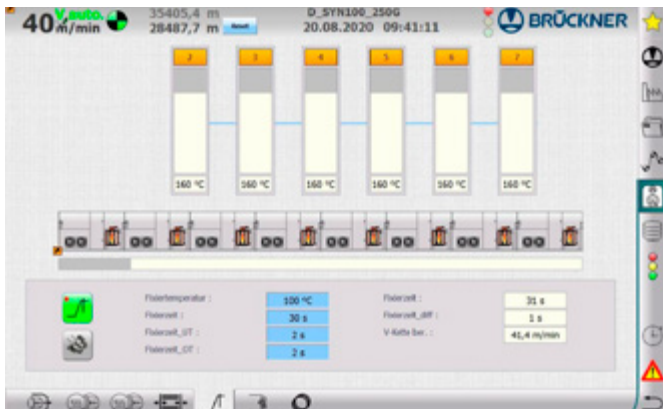 40 V.auto. m/min
35405,4 m
28487,7 m Reset
D_SYN100_250G
20.08.2020 09:41:11
BRÜCKNER
2 3 4 5 6 7
160 °C 160 °C 160 °C 160 °C 160 °C 160 °C
Fixiertemperatur : 100 °C Fixierzeit : 31 s
Fixierzeit : 30 s Fixierzeit_diff : 1 s
Fixierzeit_UT : 2 s V-Kette ber. : 41,4 m/min
Fixierzeit_OT : 2 s